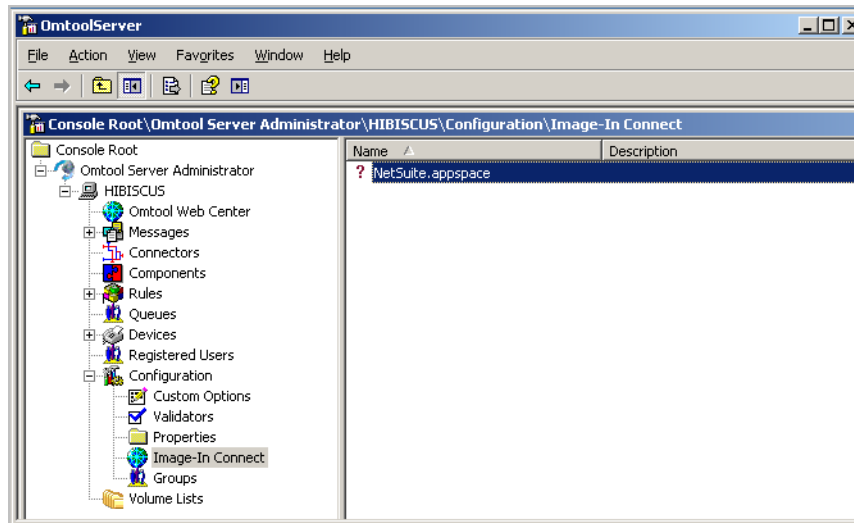 OmtoolServer
File Action View Favorites Window Help
Console Root\Omtool Server Administrator\HIBISCUS\Configuration\Image-In Connect
Console Root
Omtool Server Administrator
HIBISCUS
Omtool Web Center
Messages
Connectors
Components
Rules
Queues
Devices
Registered Users
Configuration
Custom Options
Validators
Properties
Image-In Connect
Groups
Volume Lists
Name Description
? NetSuite.appspace